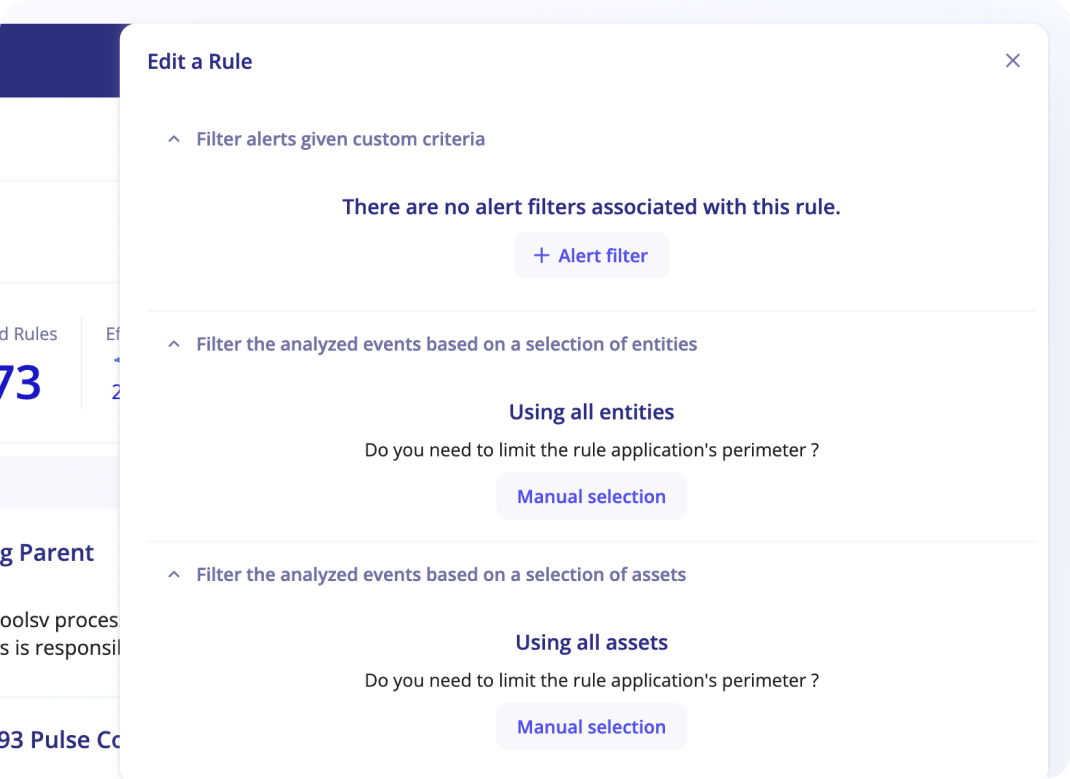 Edit a Rule
Filter alerts given custom criteria
There are no alert filters associated with this rule.
+ Alert filter
d Rules
73
Filter the analyzed events based on a selection of entities
Using all entities
Do you need to limit the rule application's perimeter ?
Manual selection
g Parent
Filter the analyzed events based on a selection of assets
oolsv proces
s is responsi
Using all assets
Do you need to limit the rule application's perimeter ?
93 Pulse Co
Manual selection